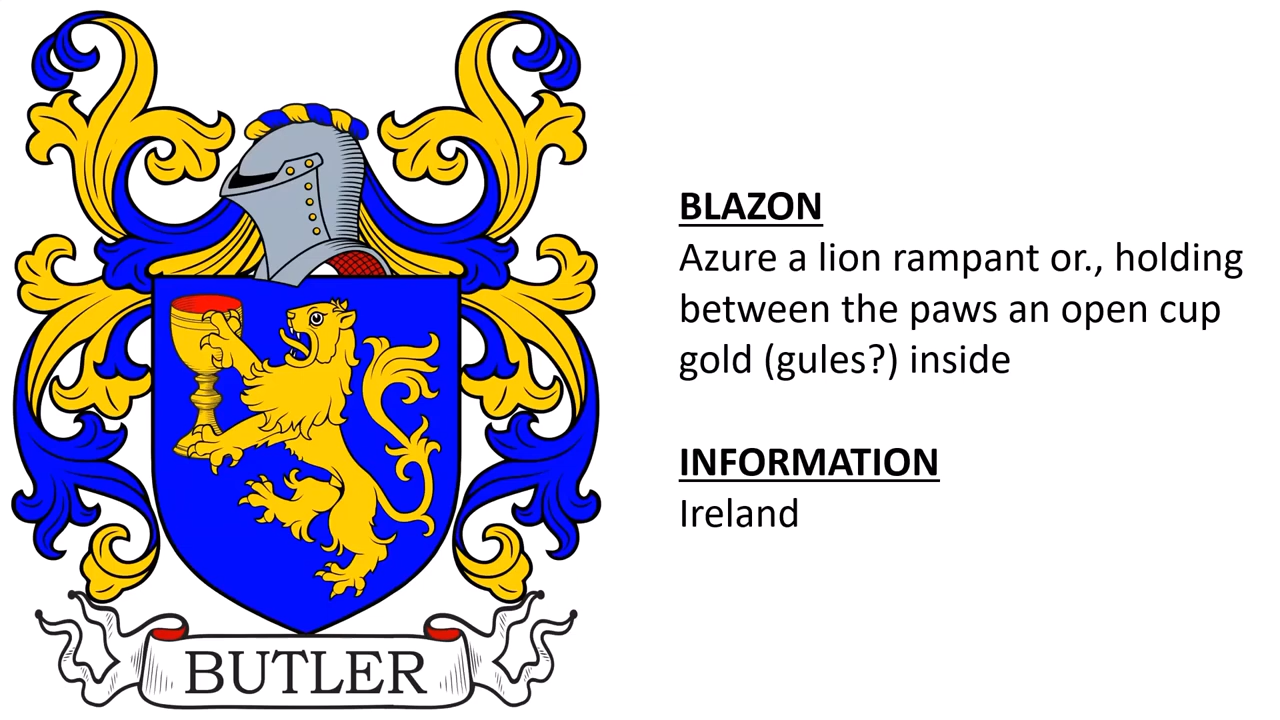 BLAZON
Azure a lion rampant or., holding
between the paws an open cup
gold (gules?) inside
INFORMATION
Ireland
BUTLER